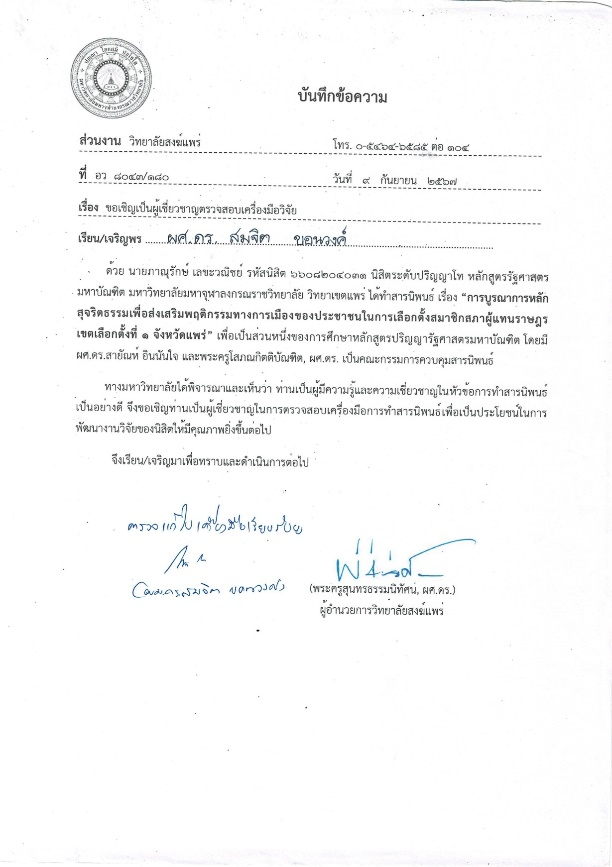 บันทึกข้อความ
ส่วนงาน วิทยาลัยสงฆ์แพร่ โทร. ๐-๕๔๖๔-๖๕๘๕ ต่อ ๑๐๔
ที่ อว ๘๐๔๗/๑๘๐ วันที่ ๙ กันยายน ๒๕๖๗
เรื่อง ขอเชิญเป็นผู้เชี่ยวชาญตรวจสอบเครื่องมือวิจัย
เรียน/เจริญพร ผศ.ดร. สมจิต ขอนวงค์
ด้วย นายภาณุรักษ์ เลขะวณิชย์ รหัสนิสิต ๖๖๐๘๒๐๔๐๓๑ นิสิตระดับปริญญาโท หลักสูตรรัฐศาสตร
มหาบัณฑิต มหาวิทยาลัยมหาจุฬาลงกรณราชวิทยาลัย วิทยาเขตแพร่ ได้ทำสารนิพนธ์ เรื่อง “การบูรณาการหลัก
สุจริตธรรมเพื่อส่งเสริมพฤติกรรมทางการเมืองของประชาชนในการเลือกตั้งสมาชิกสภาผู้แทนราษฎร
เขตเลือกตั้งที่ ๑ จังหวัดแพร่” เพื่อเป็นส่วนหนึ่งของการศึกษาหลักสูตรปริญญารัฐศาสตรมหาบัณฑิต โดยมี
ผศ.ดร.สายัณห์ อินนันใจ และพระครูโสภณกิตติบัณฑิต, ผศ.ดร. เป็นคณะกรรมการควบคุมสารนิพนธ์
ทางมหาวิทยาลัยได้พิจารณาและเห็นว่า ท่านเป็นผู้มีความรู้และความเชี่ยวชาญในหัวข้อการทำสารนิพนธ์
เป็นอย่างดี จึงขอเชิญท่านเป็นผู้เชี่ยวชาญในการตรวจสอบเครื่องมือการทำสารนิพนธ์เพื่อเป็นประโยชน์ในการ
พัฒนางานวิจัยของนิสิตให้มีคุณภาพยิ่งขึ้นต่อไป
จึงเรียน/เจริญมาเพื่อทราบและดำเนินการต่อไป
ตรวจแก้ไขเครื่องมือเรียบร้อย
(พระครูสุนทรธรรมนิทัศน์, ผศ.ดร.)
ผู้อำนวยการวิทยาลัยสงฆ์แพร่